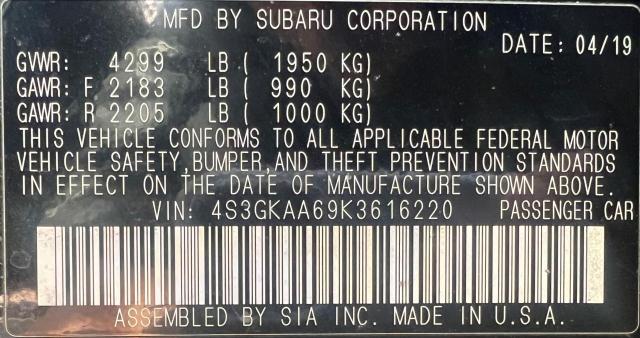 MFD BY SUBARU CORPORATION
DATE: 04/19
GVWR: 4299 LB ( 1950 KG)
GAWR: F 2183 LB ( 990 KG)
GAWR: R 2205 LB ( 1000 KG)
THIS VEHICLE CONFORMS TO ALL APPLICABLE FEDERAL MOTOR
VEHICLE SAFETY,BUMPER,AND THEFT PREVENTION STANDARDS
IN EFFECT ON THE DATE OF MANUFACTURE SHOWN ABOVE.
VIN: 4S3GKAA69K3616220 PASSENGER CAR
ASSEMBLED BY SIA INC. MADE IN U.S.A.